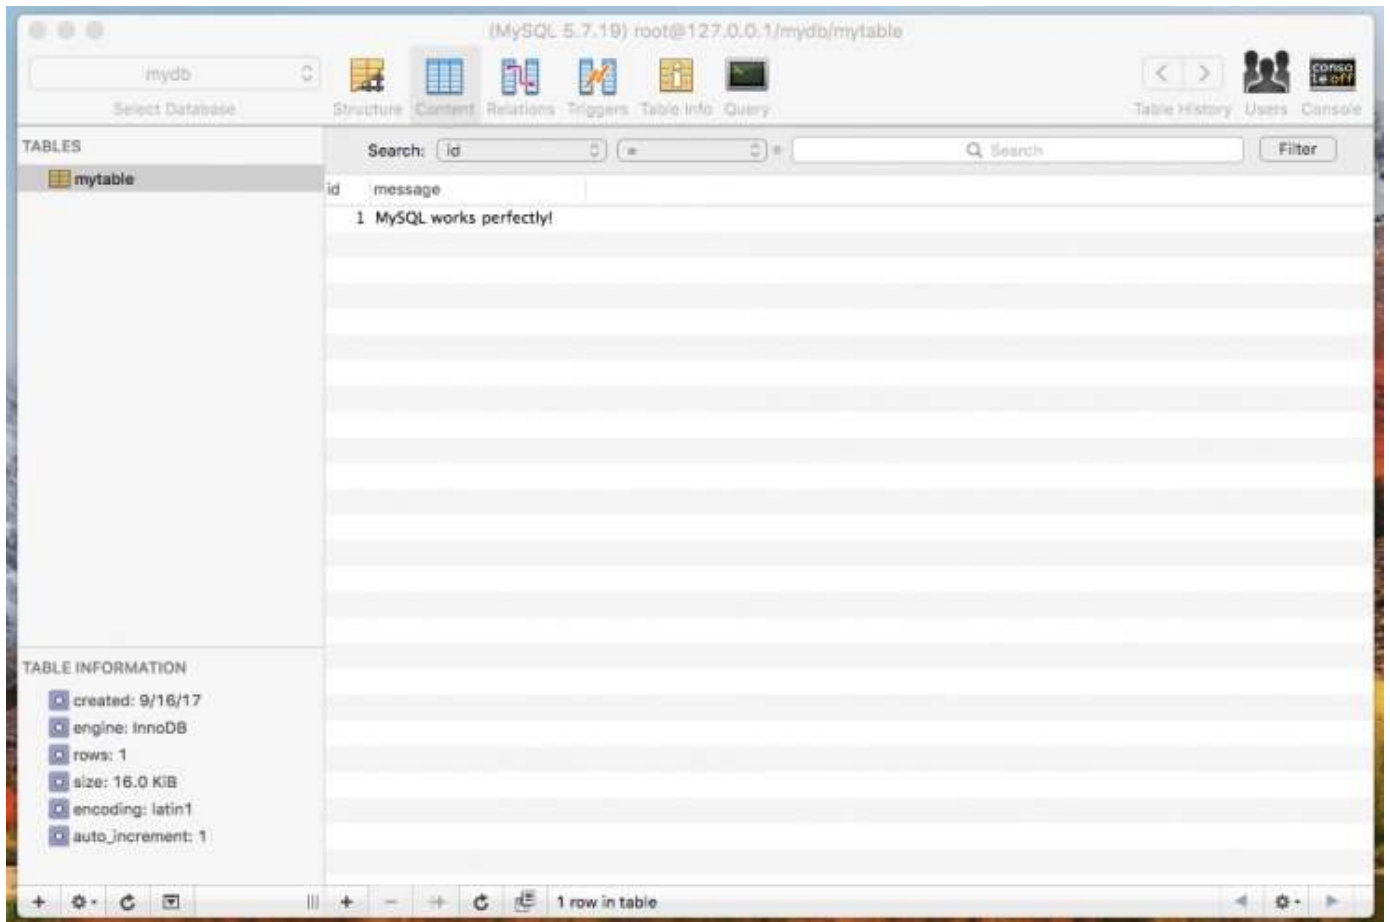 (MySQL 5.7.19) root@127.0.0.1/mydb/mytable
mydb
Select Database
Structure Content Relations Triggers Table Info Query
Table History Users Console
conso
le off
TABLES
mytable
Search: id = Search Filter
id message
1 MySQL works perfectly!
TABLE INFORMATION
created: 9/16/17
engine: InnoDB
rows: 1
size: 16.0 KiB
encoding: latin1
auto_increment: 1
1 row in table